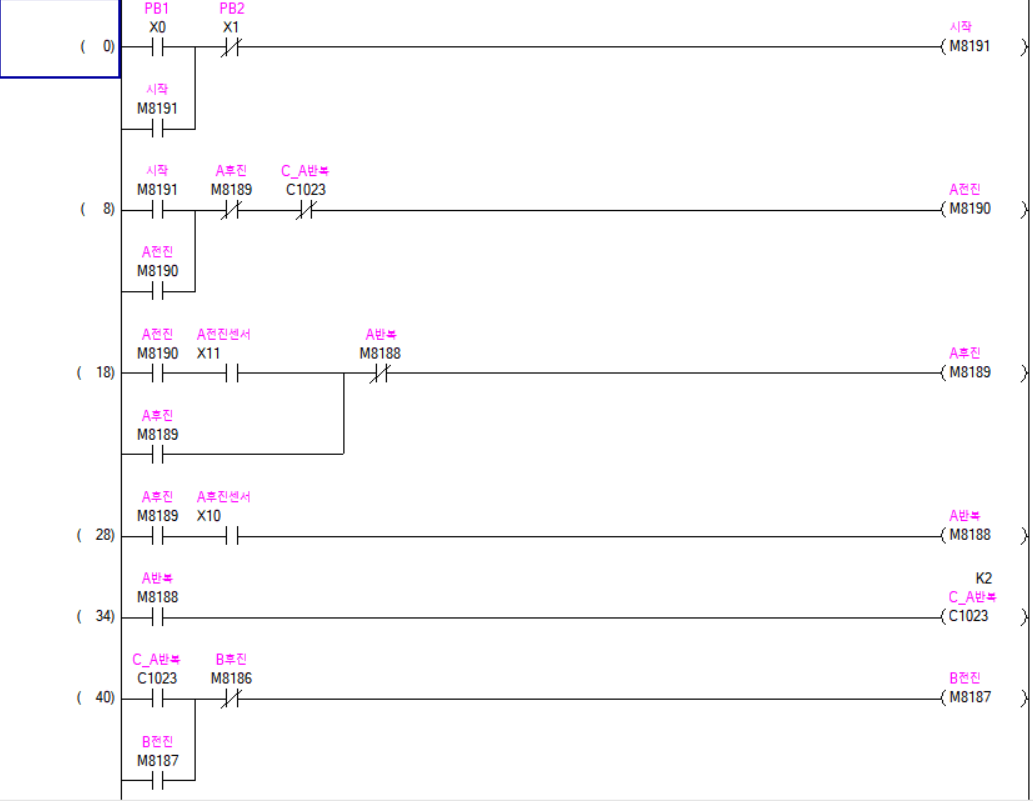 PB1 PB2
X0 X1 시작
( 0) M8191
시작
M8191
시작 A후진 C_A반복
M8191 M8189 C1023 A전진
( 8) M8190
A전진
M8190
A전진 A전진센서 A반복
M8190 X11 M8188 A후진
( 18) M8189
A후진
M8189
A후진 A후진센서
M8189 X10 A반복
( 28) M8188
A반복 K2
M8188 C_A반복
( 34) C1023
C_A반복 B후진
C1023 M8186 B전진
( 40) M8187
B전진
M8187